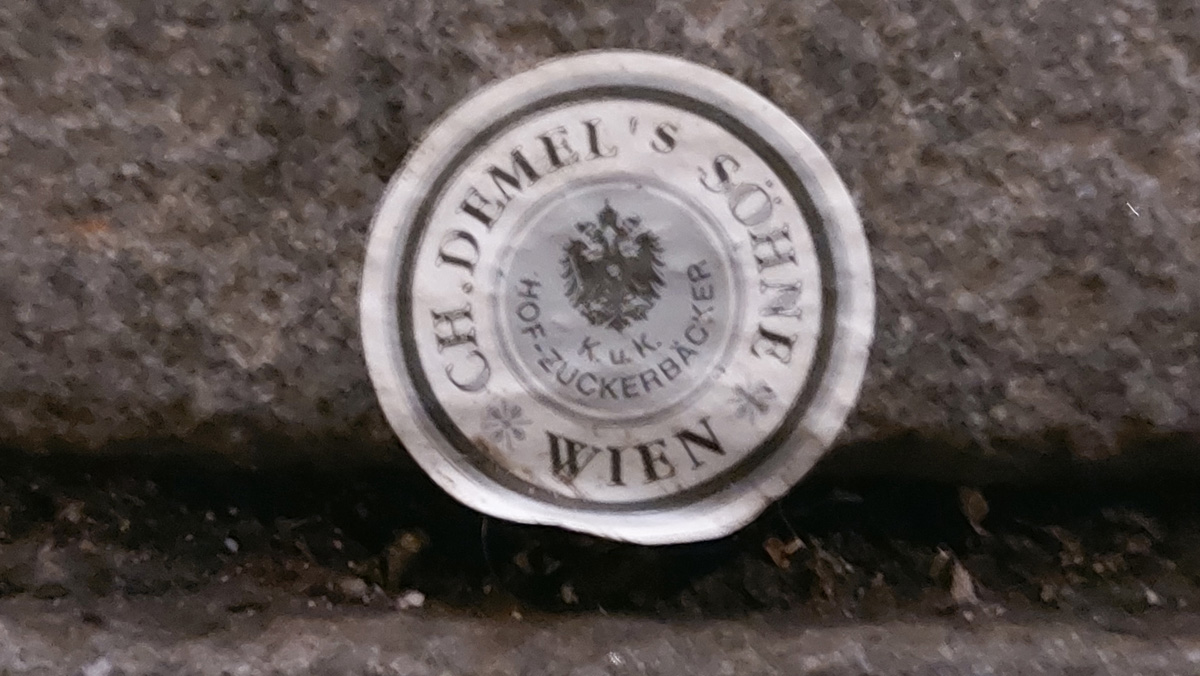 CH. DEMEL'S SÖHNE
* WIEN *
K. u. K.
HOF-ZUCKERBÄCKER